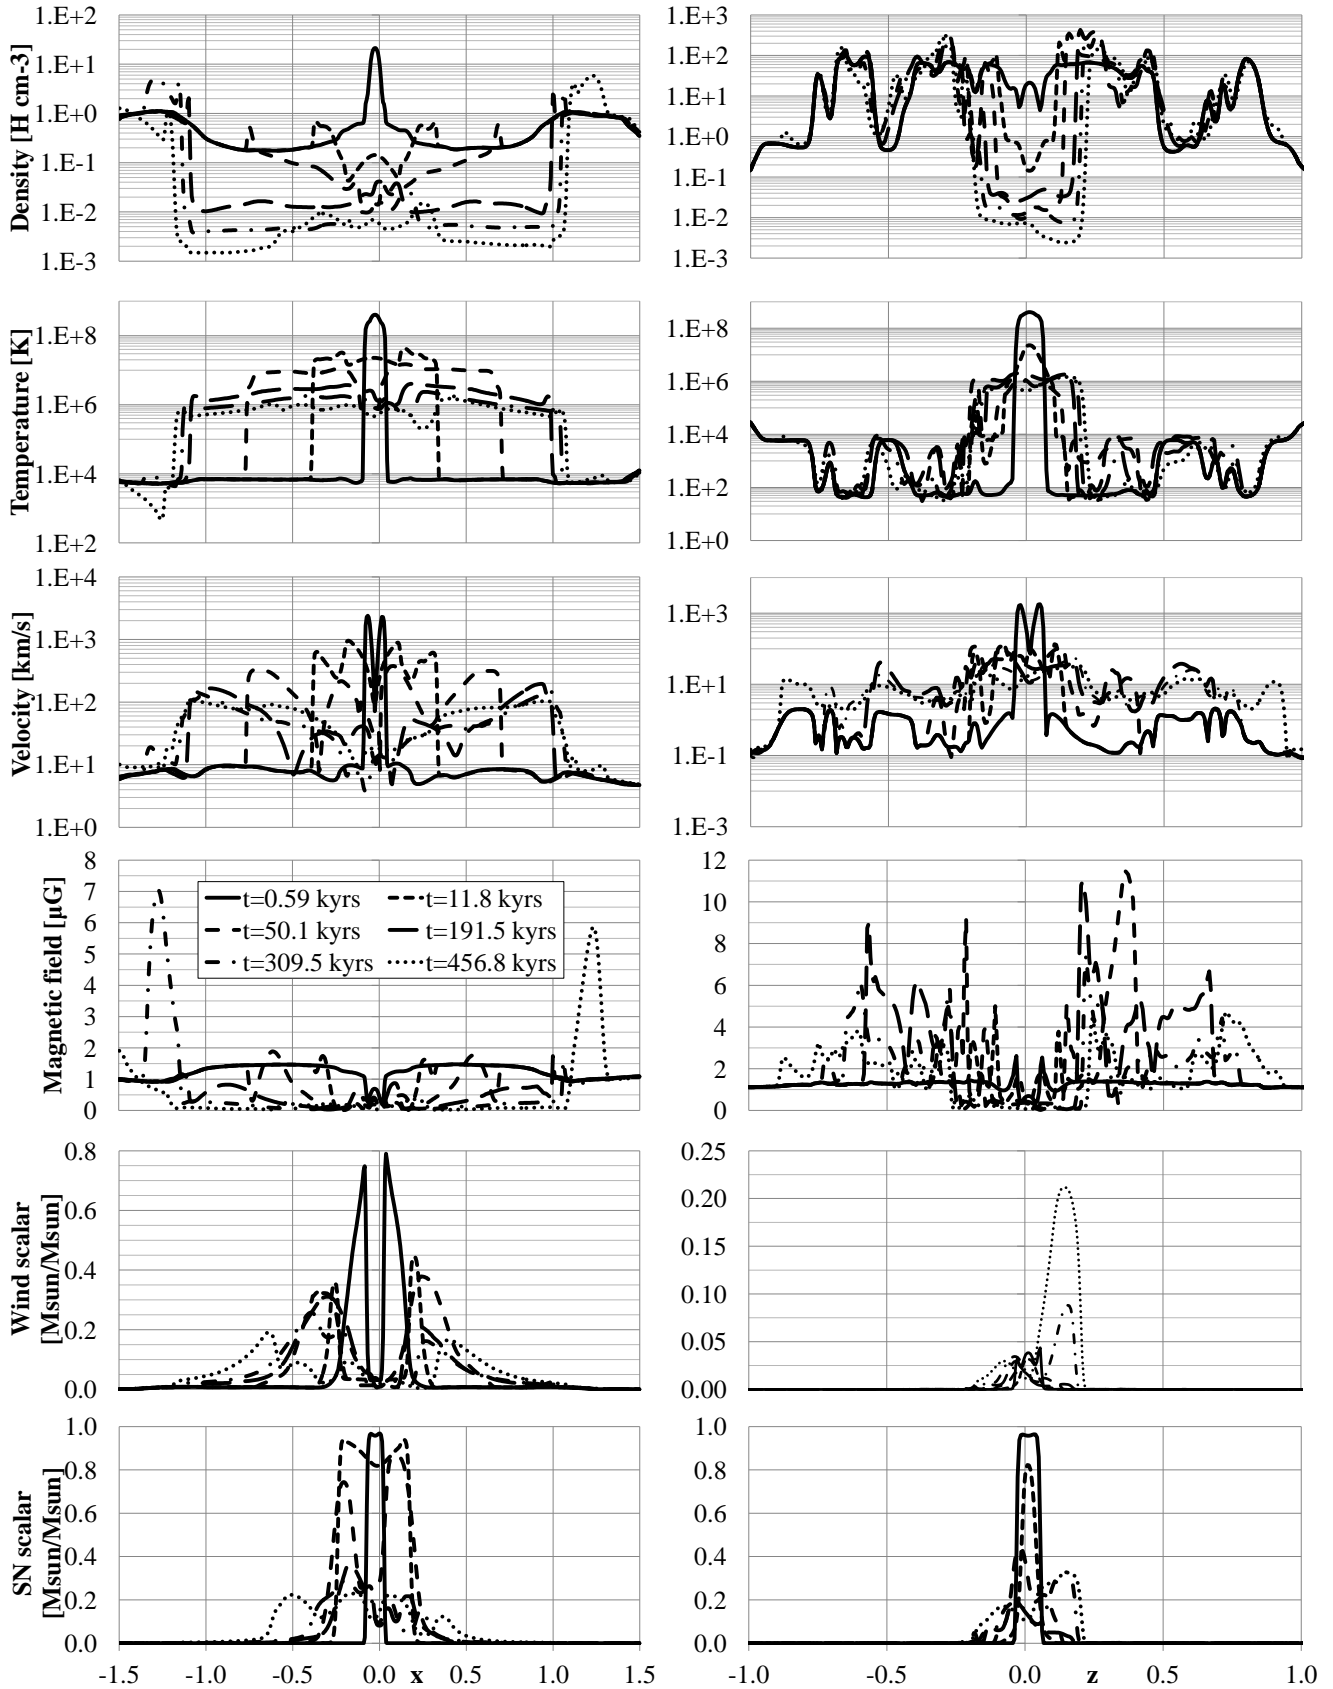 Density [H cm-3]
1.E+2
1.E+1
1.E+0
1.E-1
1.E-2
1.E-3
1.E+3
1.E+2
1.E+1
1.E+0
1.E-1
1.E-2
1.E-3
Temperature [K]
1.E+8
1.E+6
1.E+4
1.E+2
1.E+8
1.E+6
1.E+4
1.E+2
1.E+0
Velocity [km/s]
1.E+4
1.E+3
1.E+2
1.E+1
1.E+0
1.E+3
1.E+1
1.E-1
1.E-3
Magnetic field [µG]
8
7
6
5
4
3
2
1
0
t=0.59 kyrs
t=11.8 kyrs
t=50.1 kyrs
t=191.5 kyrs
t=309.5 kyrs
t=456.8 kyrs
12
10
8
6
4
2
0
Wind scalar
[Msun/Msun]
0.8
0.6
0.4
0.2
0.0
0.25
0.20
0.15
0.10
0.05
0.00
SN scalar
[Msun/Msun]
1.0
0.8
0.6
0.4
0.2
0.0
-1.5 -1.0 -0.5 0.0 x 0.5 1.0 1.5
1.0
0.8
0.6
0.4
0.2
0.0
-1.0 -0.5 0.0 z 0.5 1.0